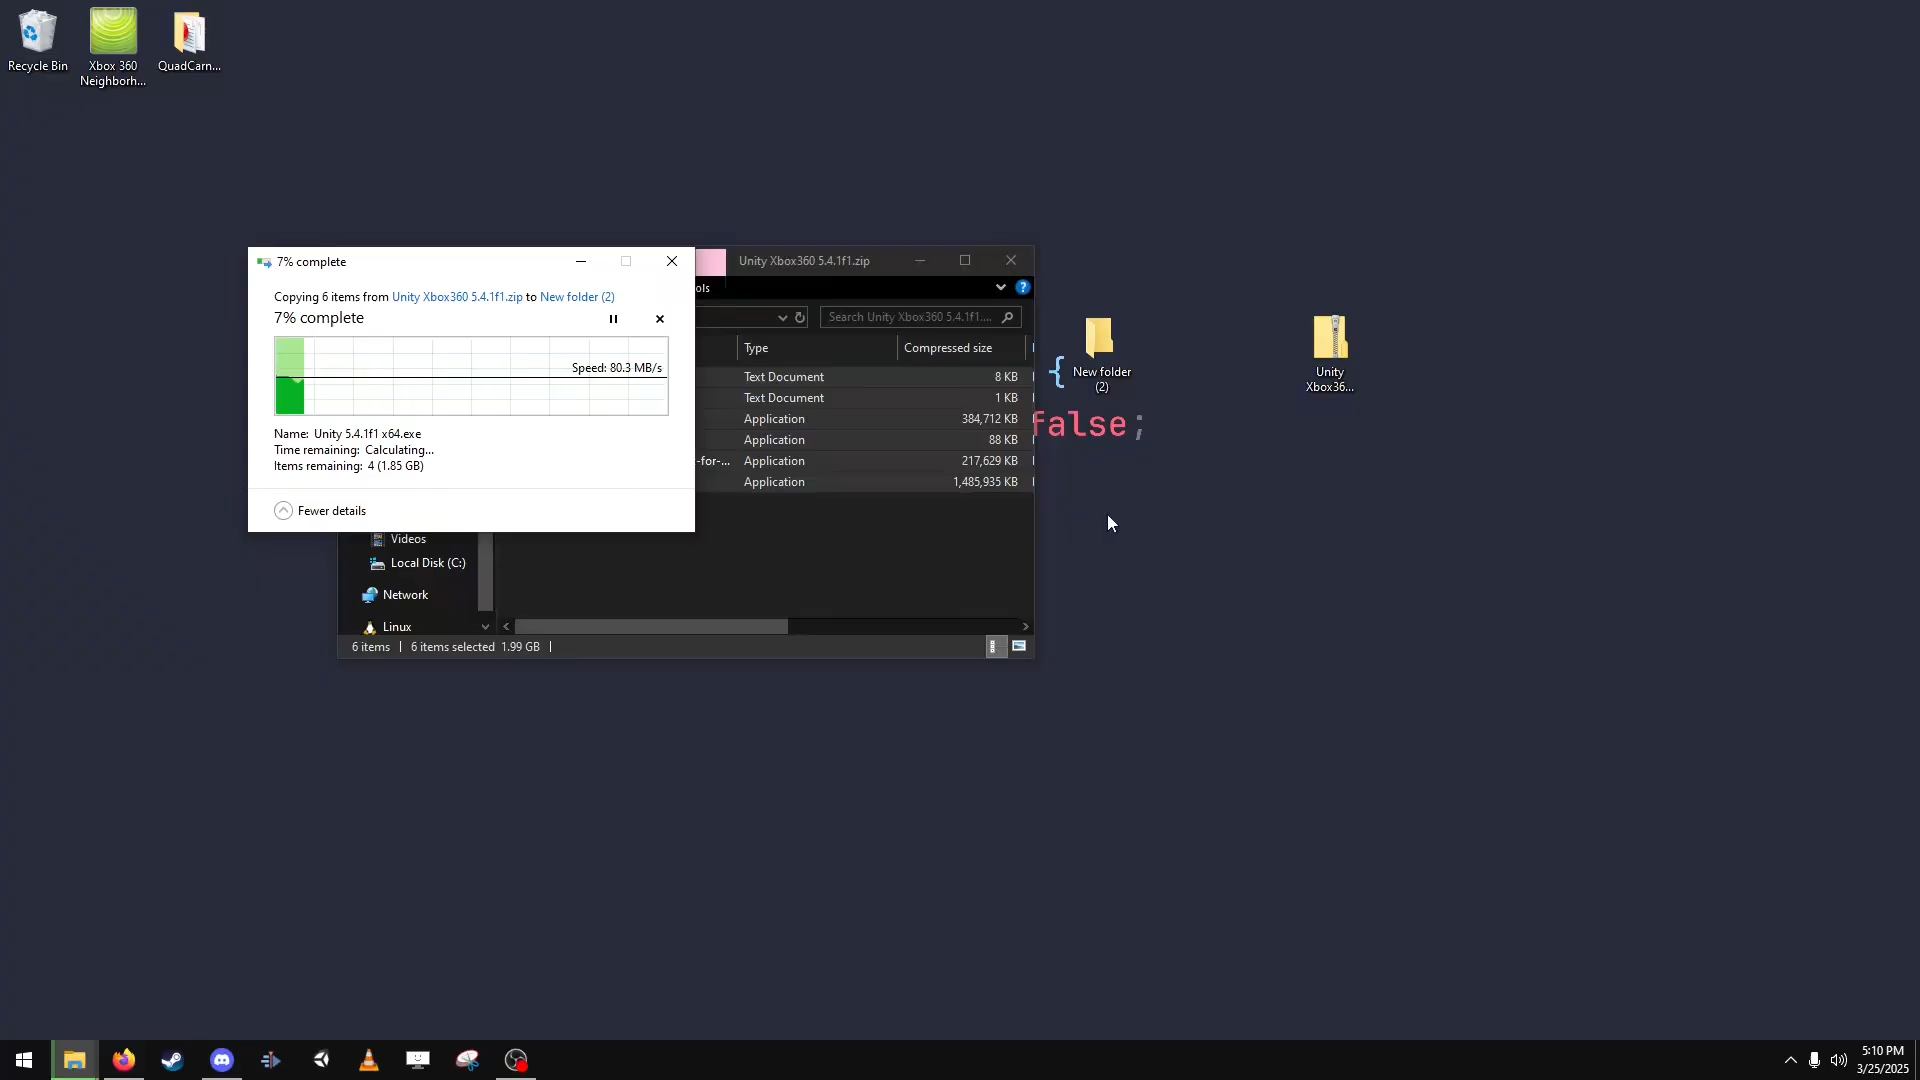 Recycle Bin
Xbox 360
Neighborh...
QuadCarn...
7% complete
Copying 6 items from Unity Xbox360 5.4.1f1.zip to New folder (2)
7% complete
Speed: 80.3 MB/s
Name: Unity 5.4.1f1 x64.exe
Time remaining: Calculating...
Items remaining: 4 (1.85 GB)
Fewer details
Unity Xbox360 5.4.1f1.zip
ols
?
Search Unity Xbox360 5.4.1f1....
Type
Compressed size
Text Document
8 KB
Text Document
1 KB
Application
384,712 KB
Application
88 KB
-for-...
Application
217,629 KB
Application
1,485,935 KB
Videos
Local Disk (C:)
Network
Linux
6 items
6 items selected 1.99 GB
{
New folder
(2)
false;
Unity
Xbox36...
5:10 PM
3/25/2025